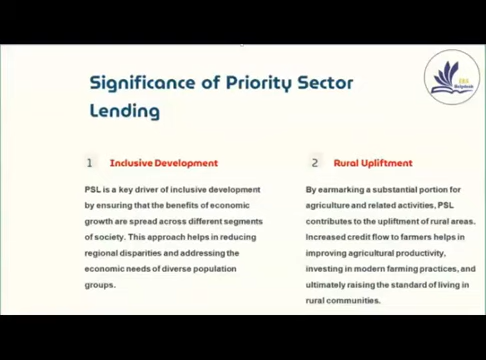 Significance of Priority Sector
Lending
1 Inclusive Development
PSL is a key driver of inclusive development
by ensuring that the benefits of economic
growth are spread across different segments
of society. This approach helps in reducing
regional disparities and addressing the
economic needs of diverse population
groups.
2 Rural Upliftment
By earmarking a substantial portion for
agriculture and related activities, PSL
contributes to the upliftment of rural areas.
Increased credit flow to farmers helps in
improving agricultural productivity,
investing in modern farming practices, and
ultimately raising the standard of living in
rural communities.